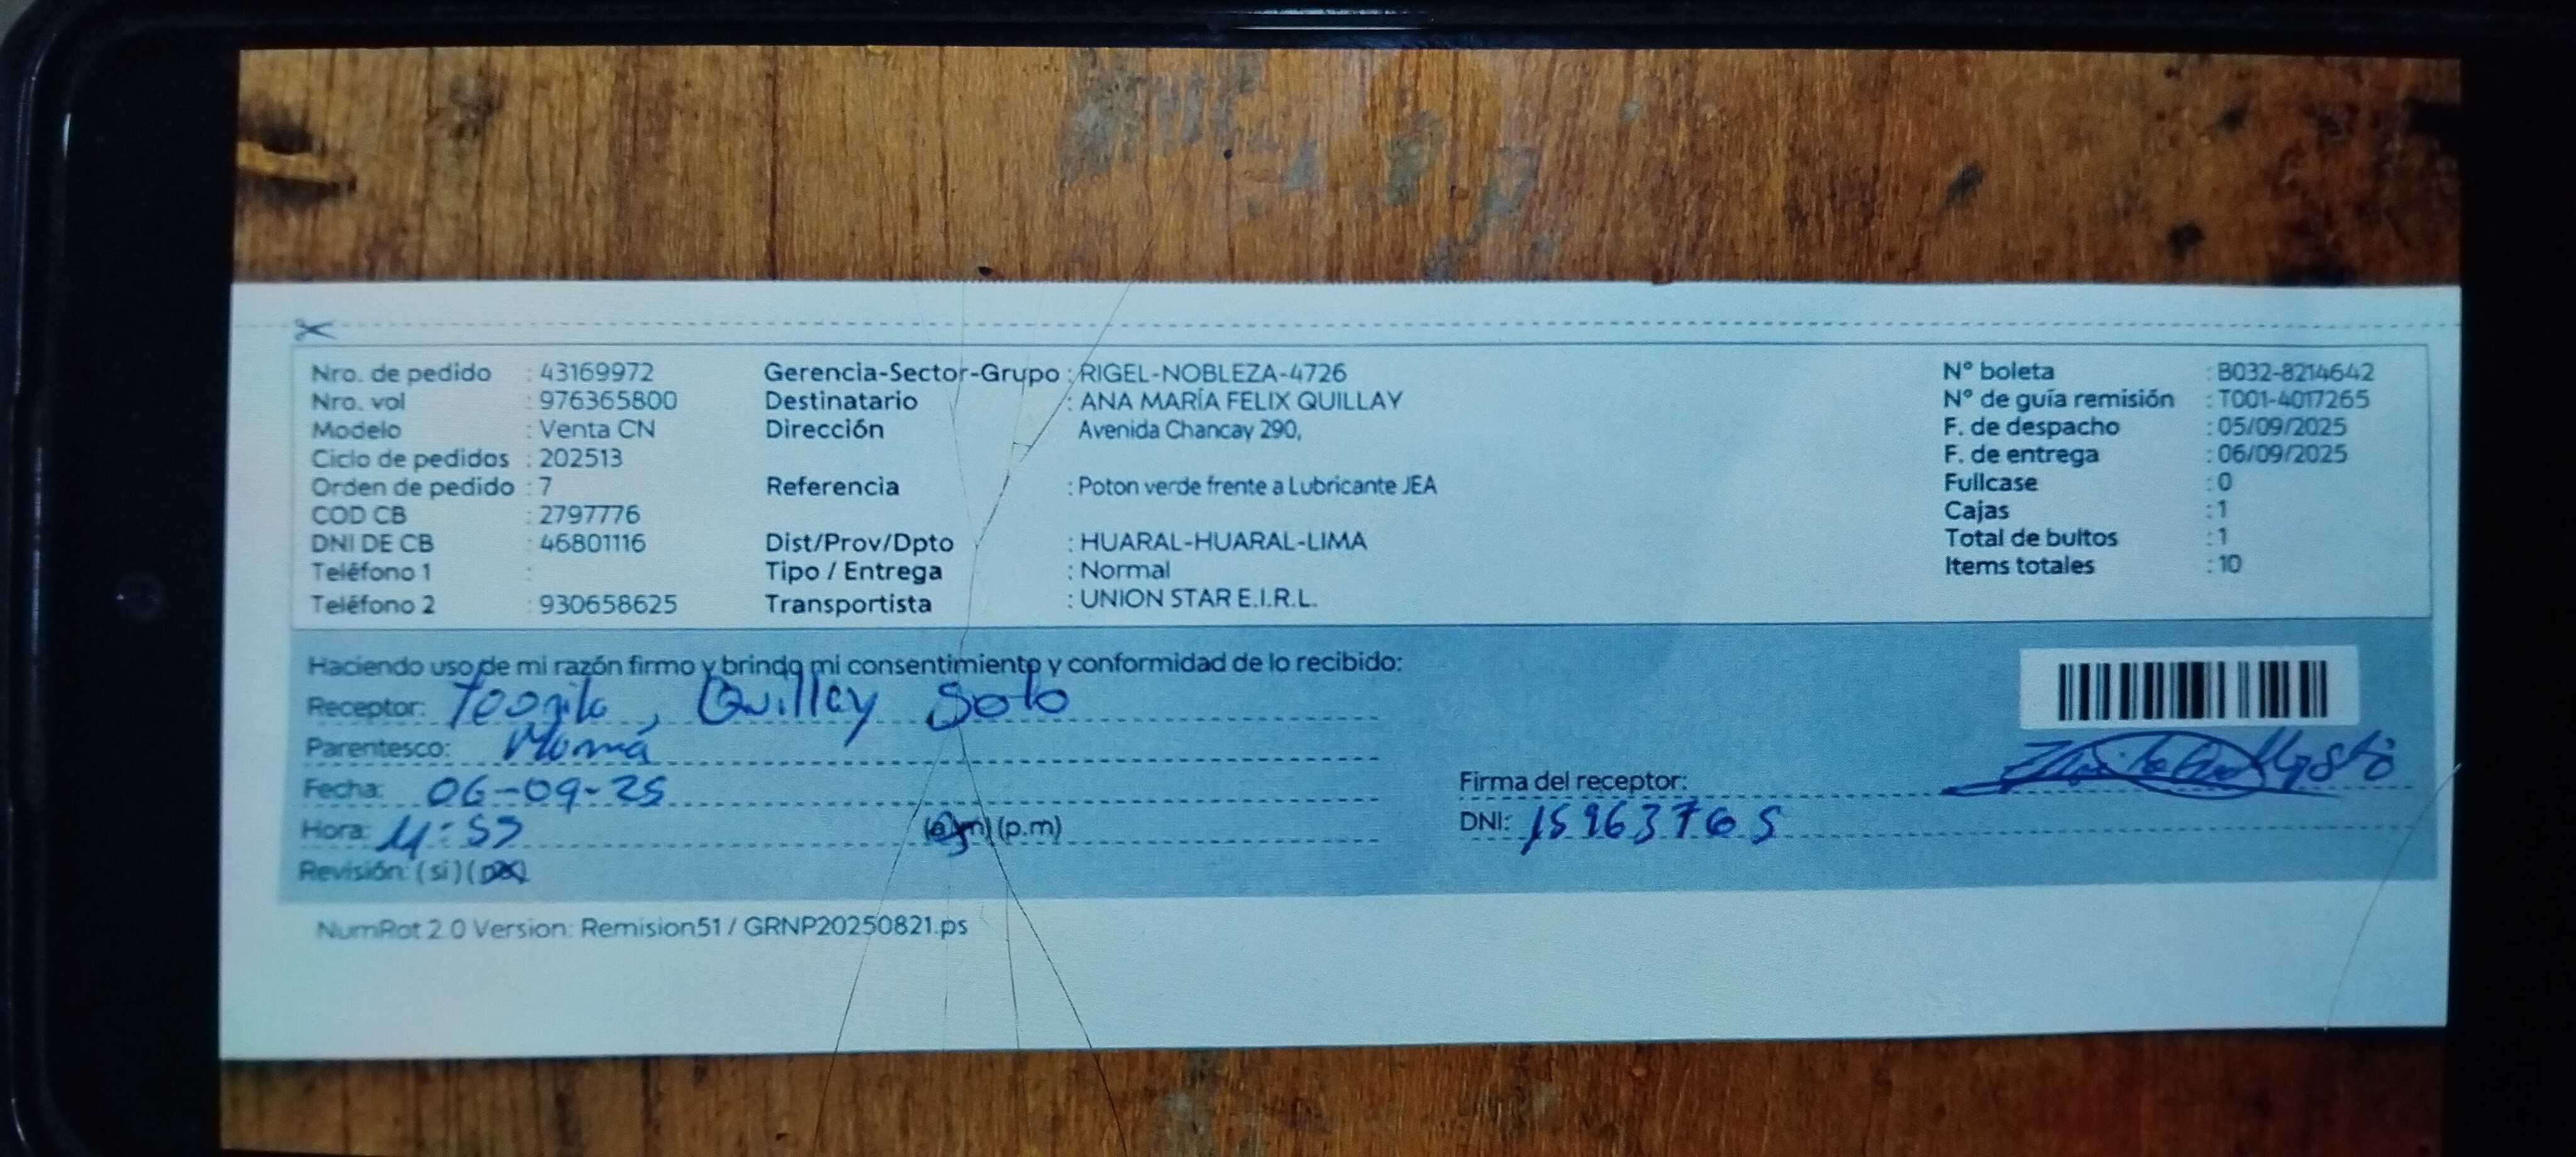 Nro. de pedido : 43169972
Nro. vol : 976365800
Modelo : Venta CN
Ciclo de pedidos : 202513
Orden de pedido : 7
COD CB : 2797776
DNI DE CB : 46801116
Teléfono 1 :
Teléfono 2 : 930658625
Gerencia-Sector-Grupo : RIGEL-NOBLEZA-4726
Destinatario : ANA MARÍA FELIX QUILLAY
Dirección Avenida Chancay 290,
Referencia : Poton verde frente a Lubricante JEA
Dist/Prov/Dpto : HUARAL-HUARAL-LIMA
Tipo / Entrega : Normal
Transportista : UNION STAR E.I.R.L.
N° boleta : B032-8214642
N° de guía remisión : T001-4017265
F. de despacho : 05/09/2025
F. de entrega : 06/09/2025
Fullcase : 0
Cajas : 1
Total de bultos : 1
Items totales : 10
Haciendo uso de mi razón firmo y brindo mi consentimiento y conformidad de lo recibido:
Receptor: Quillay Soto
Parentesco: Mamá
Fecha: 06-09-25
Hora: (a.m) (p.m)
Revisión: (si) (no)
Firma del receptor:
DNI: 15963765
NumRot 2.0 Version: Remision51 / GRNP20250821.ps